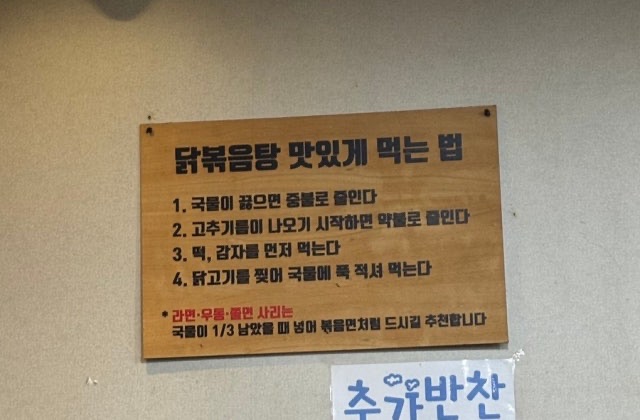 닭볶음탕 맛있게 먹는 법
1. 국물이 끓으면 중불로 줄인다
2. 고추기름이 나오기 시작하면 약불로 줄인다
3. 떡, 감자를 먼저 먹는다
4. 닭고기를 찢어 국물에 푹 적셔 먹는다
* 라면·우동·쫄면 사리는
국물이 1/3 남았을 때 넣어 볶음면처럼 드시길 추천합니다
추가반찬